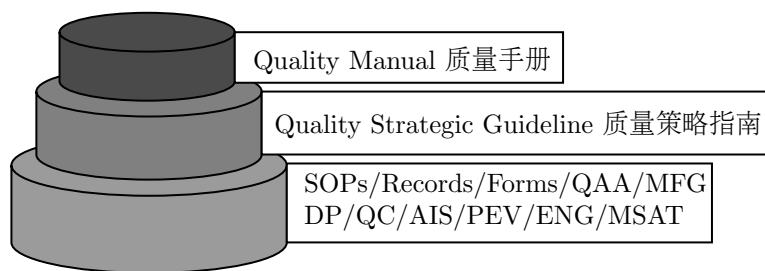 Quality Manual 质量手册
Quality Strategic Guideline 质量策略指南
SOPs/Records/Forms/QAA/MFG
DP/QC/AIS/PEV/ENG/MSAT